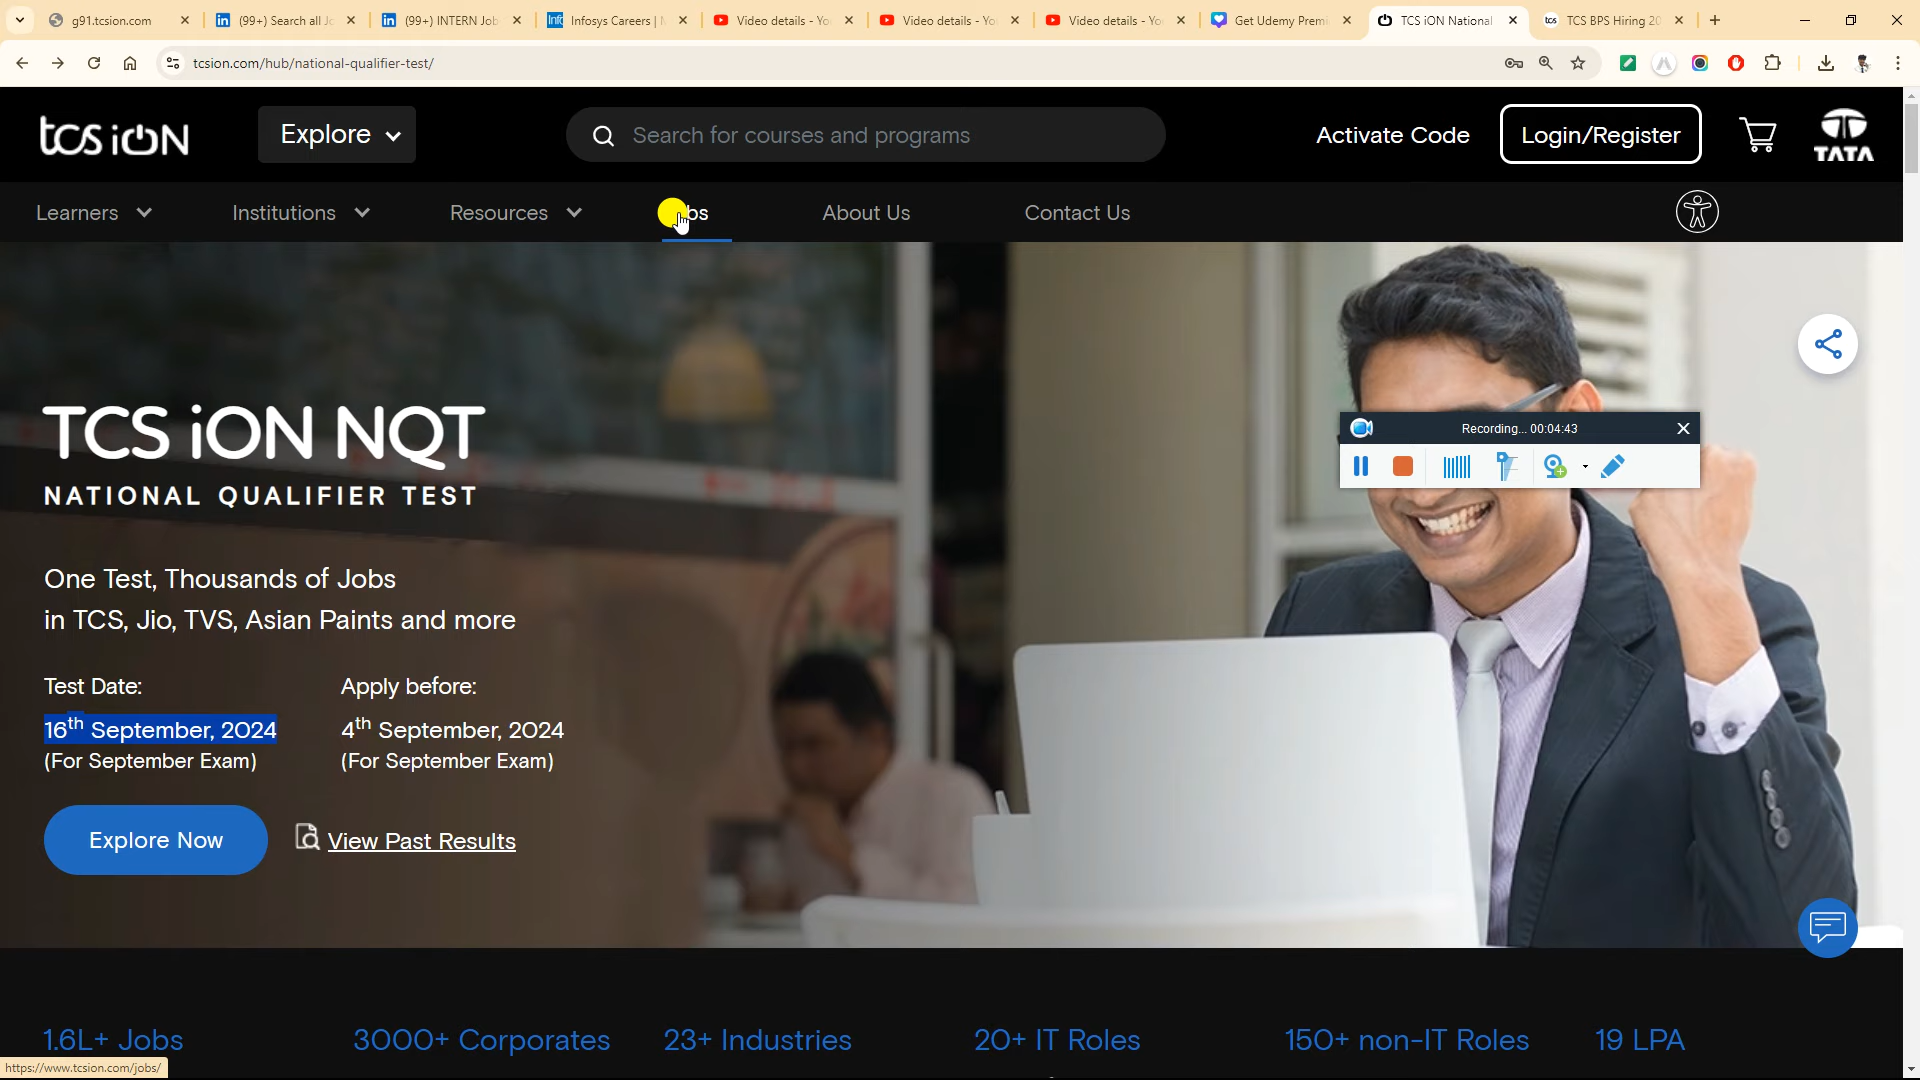 g91.tcsion.com
(99+) Search all Jo
(99+) INTERN Job
Infosys Careers |
Video details - Yo
Video details - Yo
Video details - Yo
Get Udemy Premi
TCS iON National
TCS BPS Hiring 20
tcsion.com/hub/national-qualifier-test/
tcs iON
Explore
Search for courses and programs
Activate Code
Login/Register
TATA
Learners
Institutions
Resources
bs
About Us
Contact Us
TCS iON NQT
NATIONAL QUALIFIER TEST
One Test, Thousands of Jobs
in TCS, Jio, TVS, Asian Paints and more
Test Date:
16th September, 2024
(For September Exam)
Apply before:
4th September, 2024
(For September Exam)
Explore Now
View Past Results
Recording... 00:04:43
1.6L+ Jobs
3000+ Corporates
23+ Industries
20+ IT Roles
150+ non-IT Roles
19 LPA
https://www.tcsion.com/jobs/